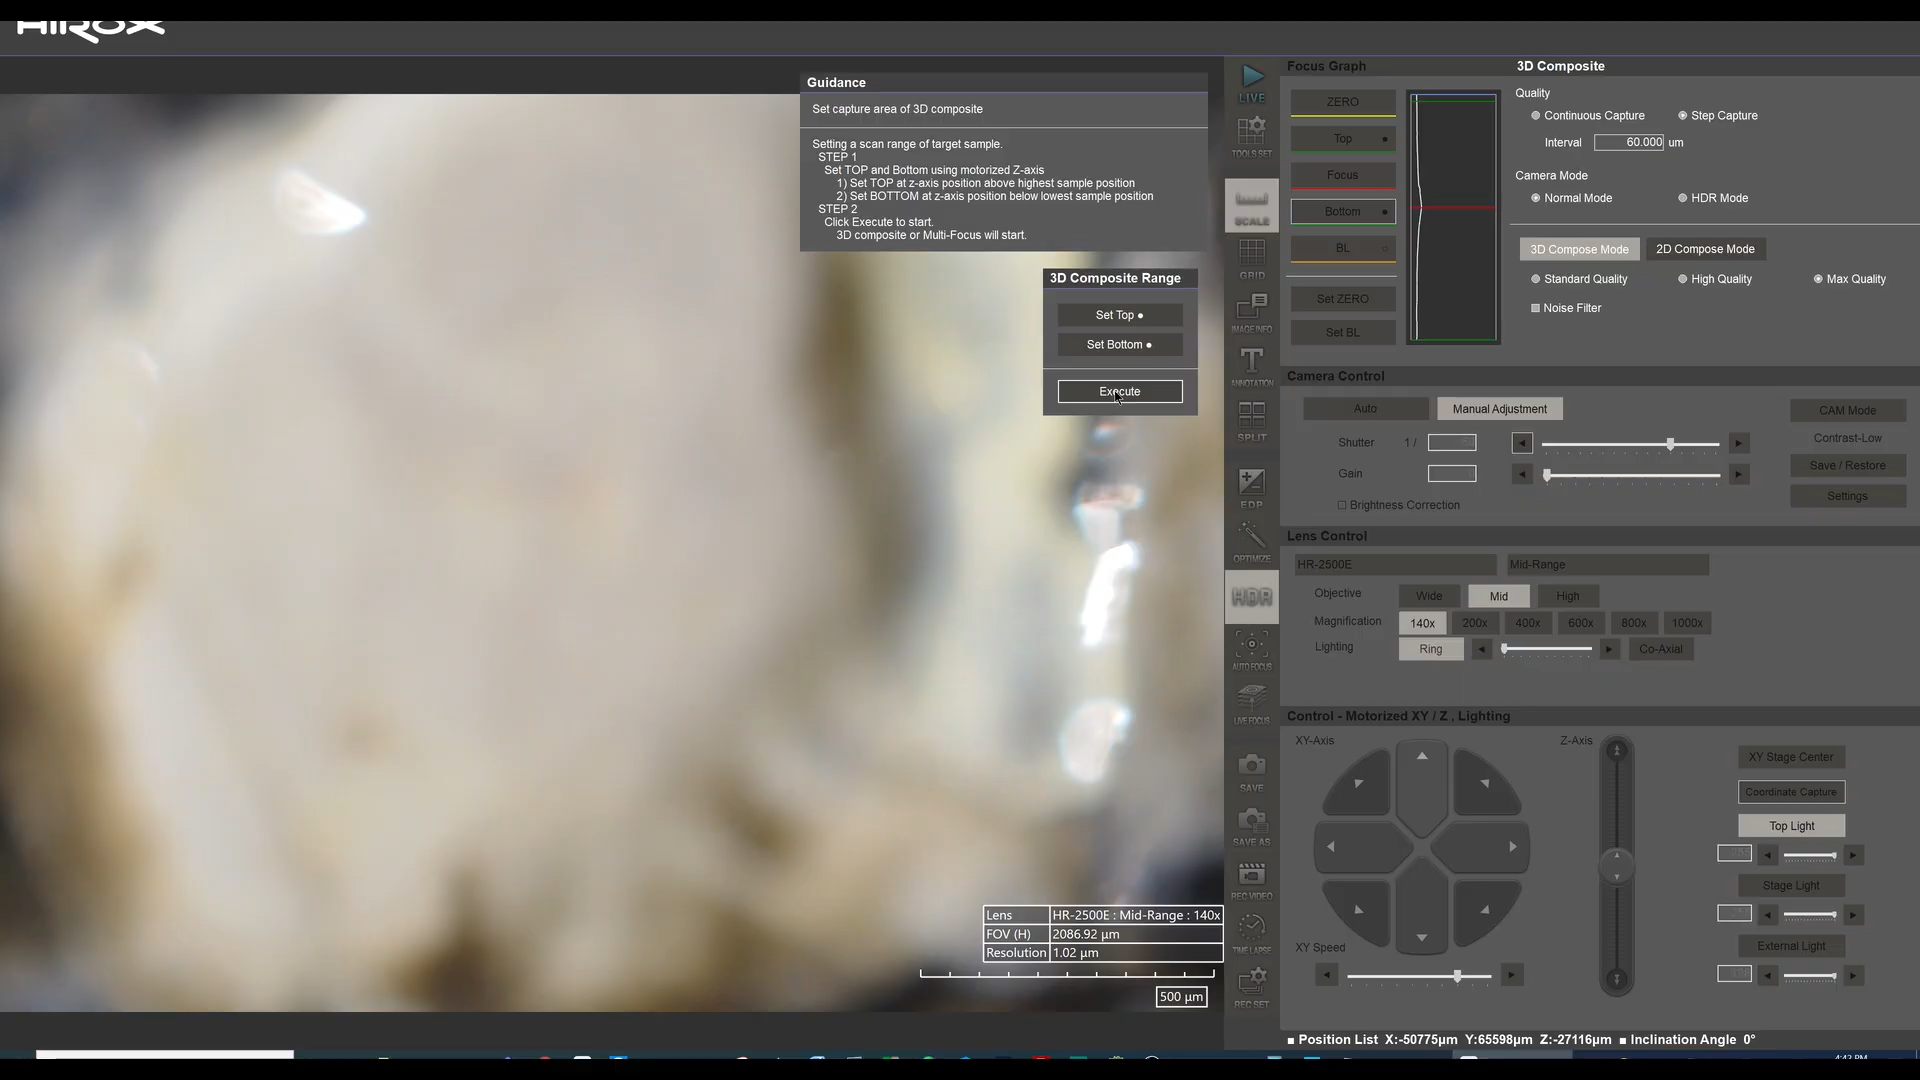 HIROX
Guidance
Set capture area of 3D composite
Setting a scan range of target sample.
STEP 1
Set TOP and Bottom using motorized Z-axis
1) Set TOP at z-axis position above highest sample position
2) Set BOTTOM at z-axis position below lowest sample position
STEP 2
Click Execute to start.
3D composite or Multi-Focus will start.
3D Composite Range
Set Top ●
Set Bottom ●
Execute
Lens HR-2500E : Mid-Range : 140x
FOV (H) 2086.92 µm
Resolution 1.02 µm
500 µm
LIVE
TOOLS SET
SCALE
GRID
IMAGE INFO
ANNOTATION
SPLIT
EDP
OPTIMIZE
HDR
AUTO FOCUS
LIVE FOCUS
SAVE
SAVE AS
REC VIDEO
TIME LAPSE
REC SET
Focus Graph
ZERO
Top
Focus
Bottom
BL
Set ZERO
Set BL
3D Composite
Quality
Continuous Capture Step Capture
Interval 60.000 um
Camera Mode
Normal Mode HDR Mode
3D Compose Mode 2D Compose Mode
Standard Quality High Quality Max Quality
Noise Filter
Camera Control
Auto Manual Adjustment CAM Mode
Shutter 1 / Contrast-Low
Gain Save / Restore
Settings
Brightness Correction
Lens Control
HR-2500E Mid-Range
Objective Wide Mid High
Magnification 140x 200x 400x 600x 800x 1000x
Lighting Ring Co-Axial
Control - Motorized XY / Z , Lighting
XY-Axis Z-Axis
XY Stage Center
Coordinate Capture
Top Light
Stage Light
External Light
XY Speed
■ Position List X:-50775µm Y:65598µm Z:-27116µm ■ Inclination Angle 0°
4:42 PM